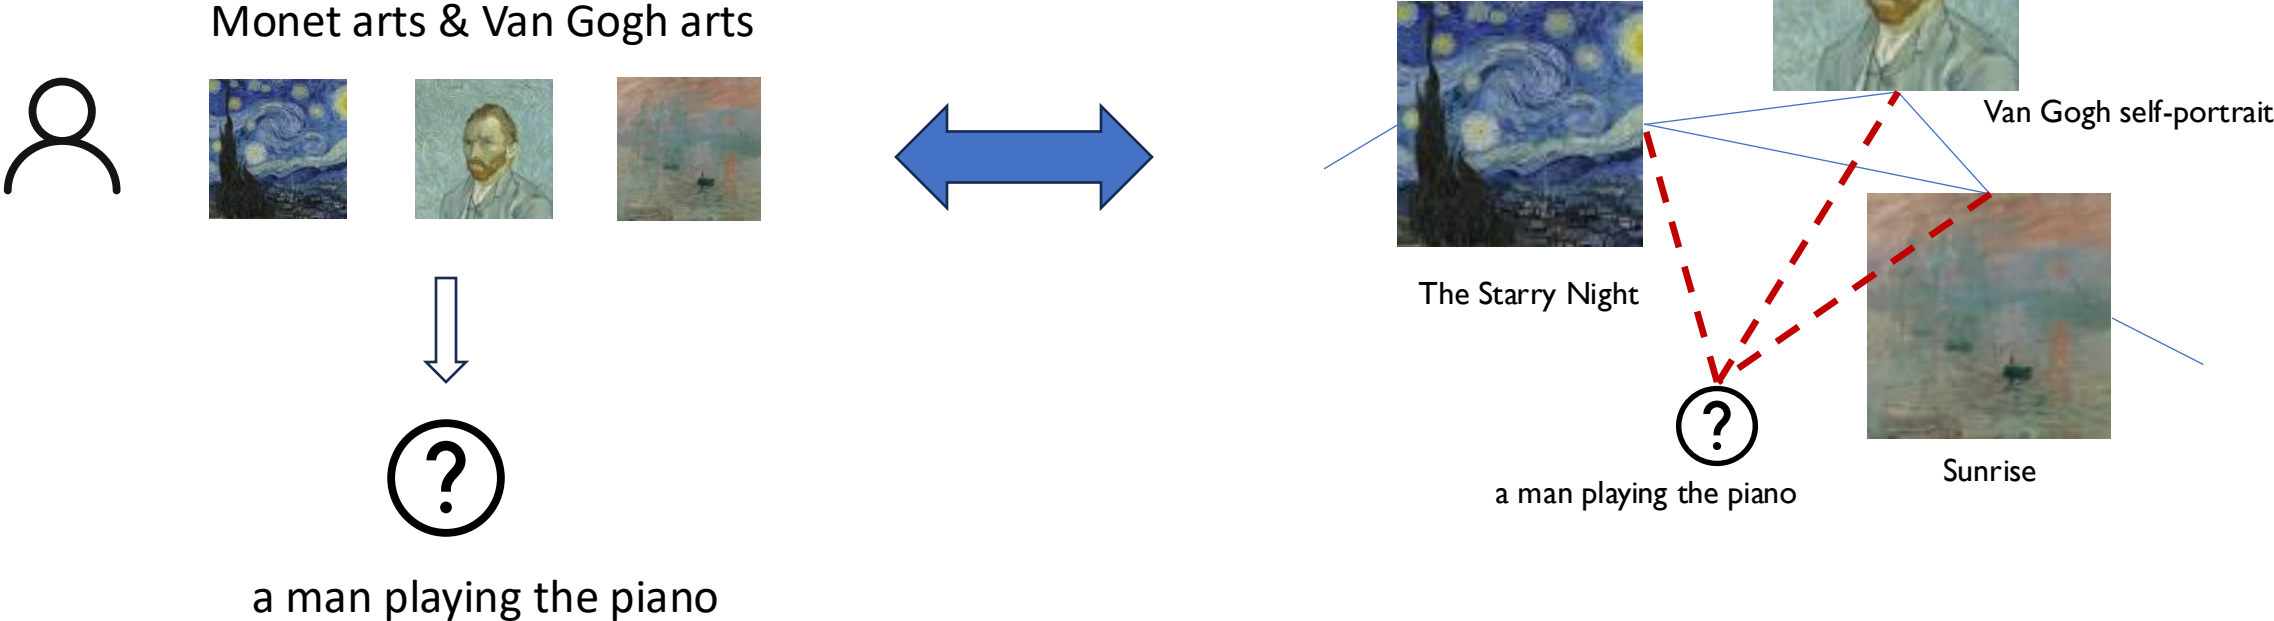 Monet arts & Van Gogh arts
?
a man playing the piano
Van Gogh self-portrait
The Starry Night
?
a man playing the piano
Sunrise